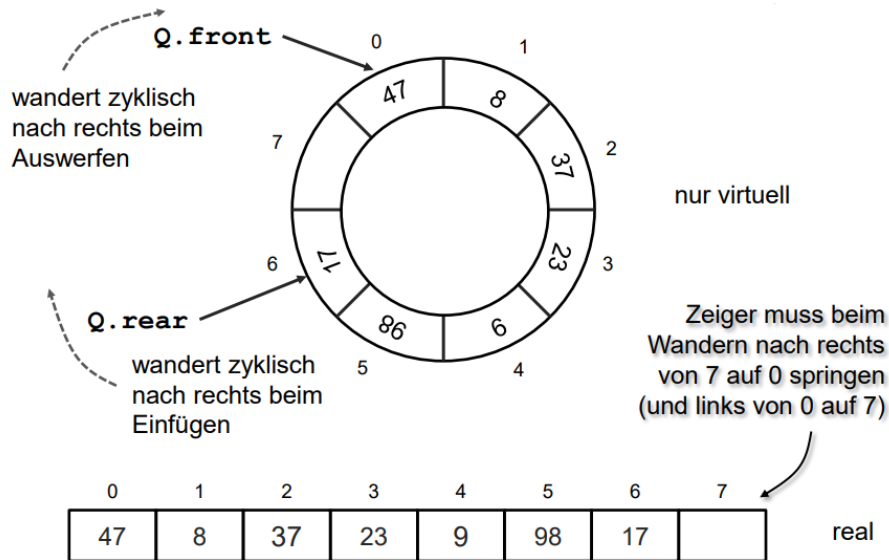 Q.front
0
1
wandert zyklisch
nach rechts beim
Auswerfen
47
8
7
2
37
nur virtuell
6
17
23
3
Q.rear
98
9
5
4
wandert zyklisch
nach rechts beim
Einfügen
Zeiger muss beim
Wandern nach rechts
von 7 auf 0 springen
(und links von 0 auf 7)
0 1 2 3 4 5 6 7
47 8 37 23 9 98 17
real